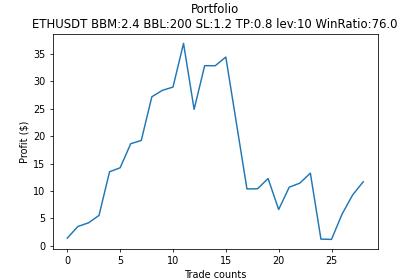 Portfolio
ETHUSDT BBM:2.4 BBL:200 SL:1.2 TP:0.8 lev:10 WinRatio:76.0
35
30
25
20
15
10
5
0
Profit ($)
0 5 10 15 20 25
Trade counts